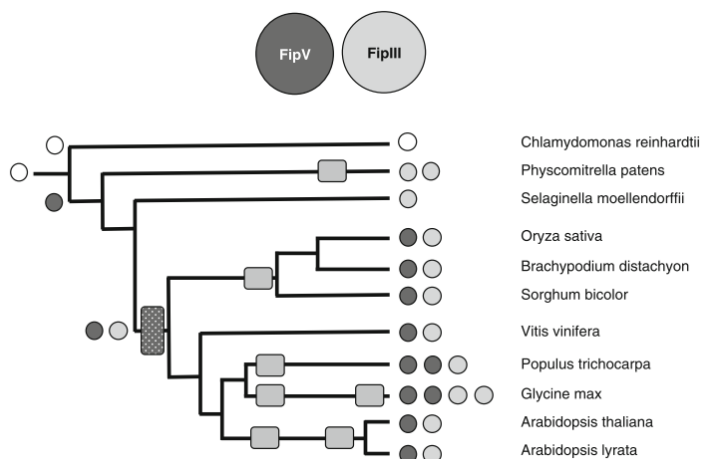 FipV
FipIII
Chlamydomonas reinhardtii
Physcomitrella patens
Selaginella moellendorffii
Oryza sativa
Brachypodium distachyon
Sorghum bicolor
Vitis vinifera
Populus trichocarpa
Glycine max
Arabidopsis thaliana
Arabidopsis lyrata